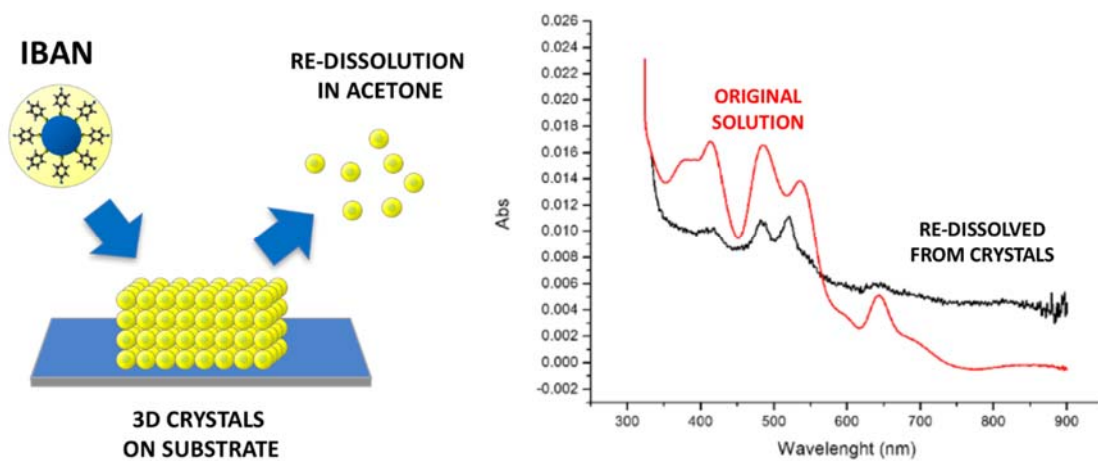 IBAN
RE-DISSOLUTION
IN ACETONE
3D CRYSTALS
ON SUBSTRATE
0.026
0.024
0.022
0.020
0.018
0.016
0.014
0.012
0.010
0.008
0.006
0.004
0.002
0.000
-0.002
Abs
ORIGINAL
SOLUTION
RE-DISSOLVED
FROM CRYSTALS
300 400 500 600 700 800 900
Wavelenght (nm)